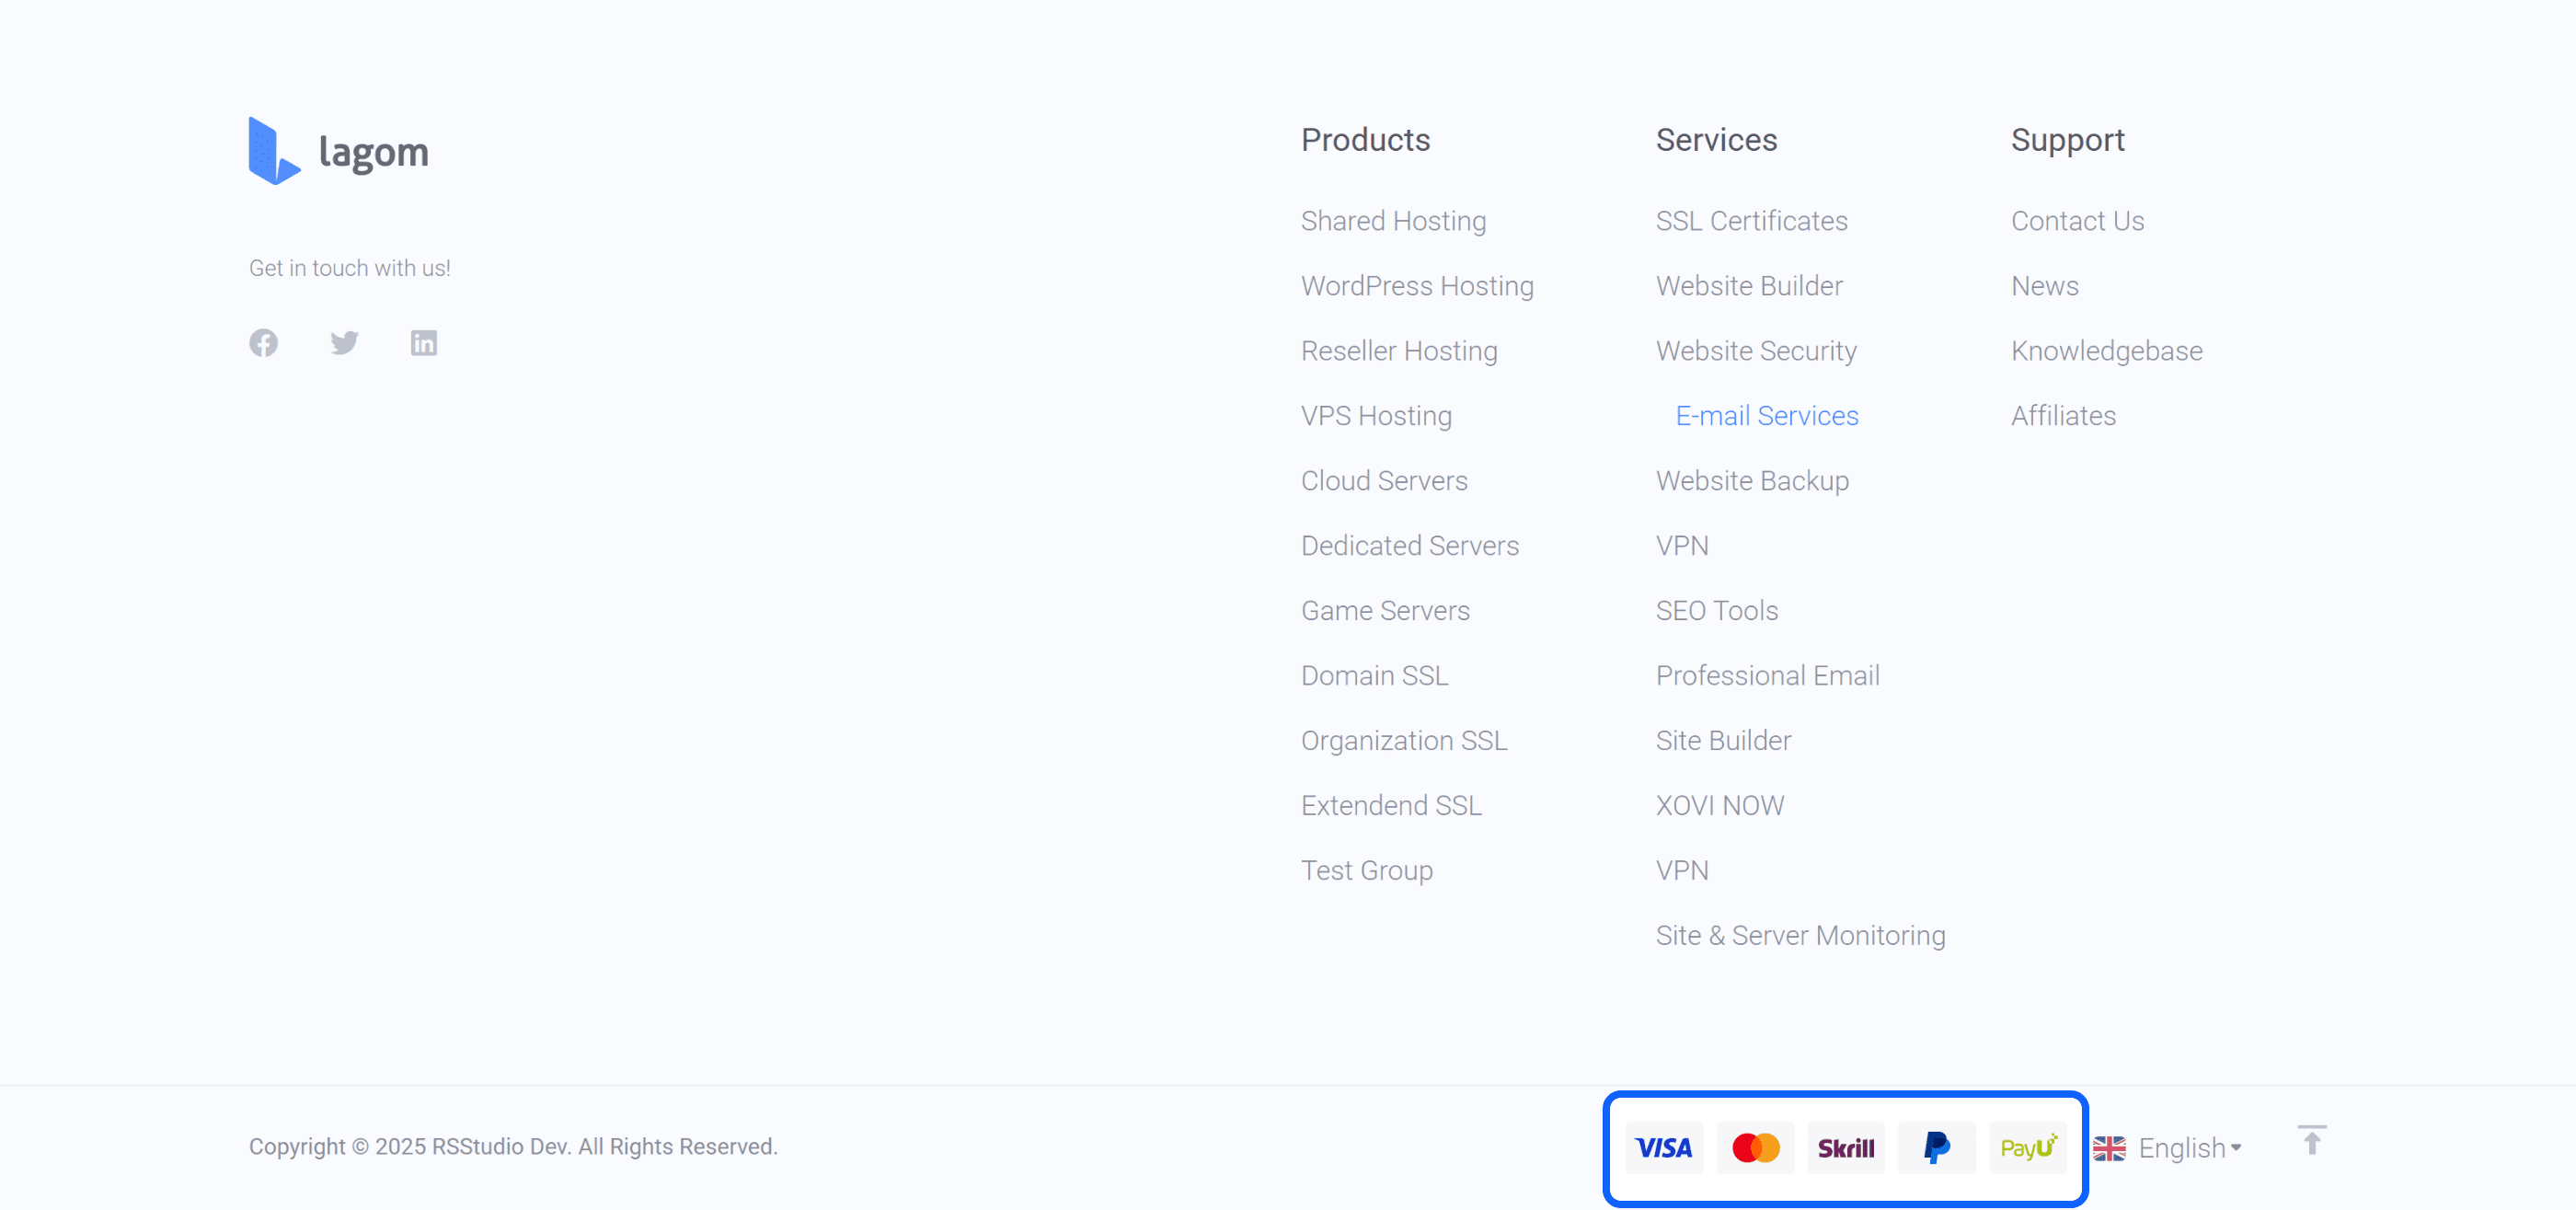 lagom
Get in touch with us!
Products
Shared Hosting
WordPress Hosting
Reseller Hosting
VPS Hosting
Cloud Servers
Dedicated Servers
Game Servers
Domain SSL
Organization SSL
Extendend SSL
Test Group
Services
SSL Certificates
Website Builder
Website Security
E-mail Services
Website Backup
VPN
SEO Tools
Professional Email
Site Builder
XOVI NOW
VPN
Site & Server Monitoring
Support
Contact Us
News
Knowledgebase
Affiliates
Copyright © 2025 RSStudio Dev. All Rights Reserved.
VISA
Skrill
PayU
English